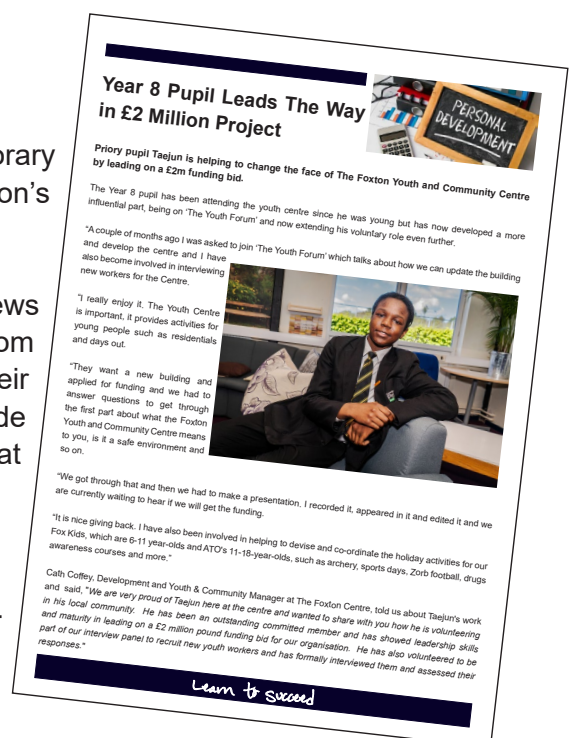 orary
on's
ews
om
eir
de
at
.
Year 8 Pupil Leads The Way
in £2 Million Project
PERSONAL
DEVELOPMENT
Priory pupil Taejun is helping to change the face of The Foxton Youth and Community Centre
by leading on a £2m funding bid.
The Year 8 pupil has been attending the youth centre since he was young but has now developed a more
influential part, being on 'The Youth Forum' and now extending his voluntary role even further.
"A couple of months ago I was asked to join 'The Youth Forum' which talks about how we can update the building
and develop the centre and I have
also become involved in interviewing
new workers for the Centre.
"I really enjoy it. The Youth Centre
is important, it provides activities for
young people such as residentials
and days out.
"They want a new building and
applied for funding and we had to
answer questions to get through
the first part about what the Foxton
Youth and Community Centre means
to you, is it a safe environment and
so on.
"We got through that and then we had to make a presentation. I recorded it, appeared in it and edited it and we
are currently waiting to hear if we will get the funding.
"It is nice giving back. I have also been involved in helping to devise and co-ordinate the holiday activities for our
Fox Kids, which are 6-11 year-olds and ATO's 11-18-year-olds, such as archery, sports days, Zorb football, drugs
awareness courses and more."
Cath Coffey, Development and Youth & Community Manager at The Foxton Centre, told us about Taejun's work
and said, "We are very proud of Taejun here at the centre and wanted to share with you how he is volunteering
in his local community. He has been an outstanding committed member and has showed leadership skills
and maturity in leading on a £2 million pound funding bid for our organisation. He has also volunteered to be
part of our interview panel to recruit new youth workers and has formally interviewed them and assessed their
responses."
Learn to succeed